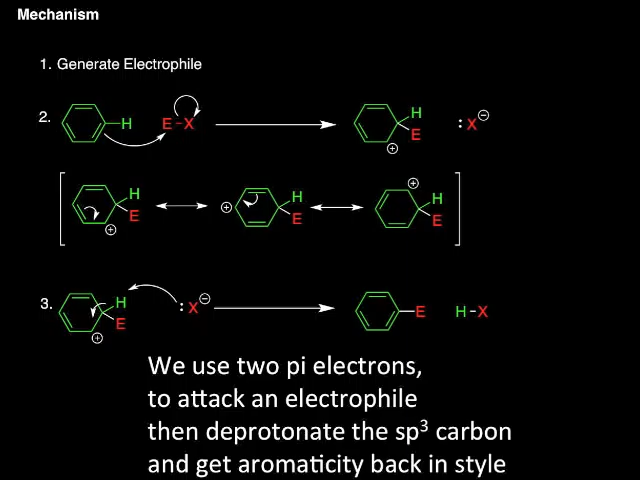 Mechanism
1. Generate Electrophile
2. H E-X H E ⊕ :X⊖
H E ⊕ ⊕ H E ⊕ H E
3. H E ⊕ :X⊖ E H-X
We use two pi electrons,
to attack an electrophile
then deprotonate the sp³ carbon
and get aromaticity back in style